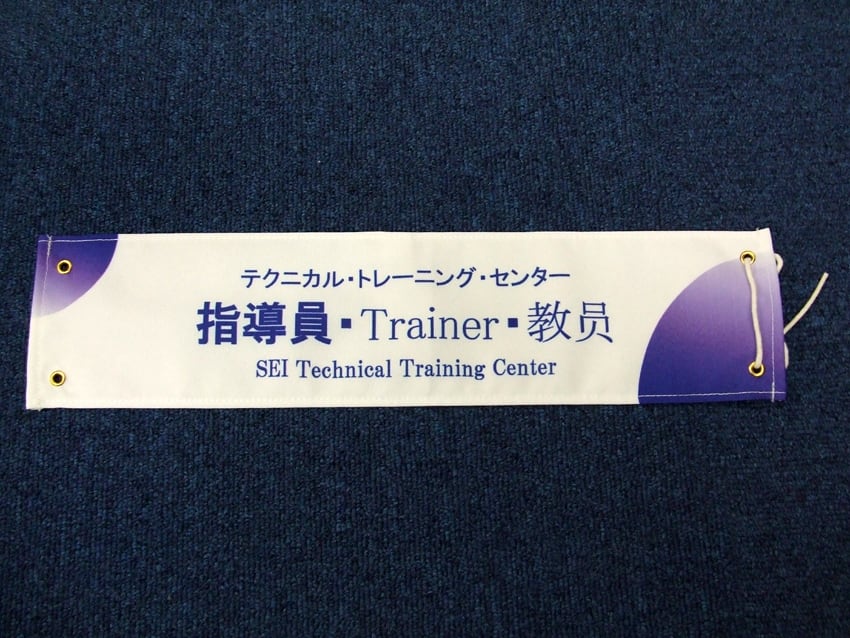 テクニカル・トレーニング・センター
指導員▪Trainer▪教员
SEI Technical Training Center